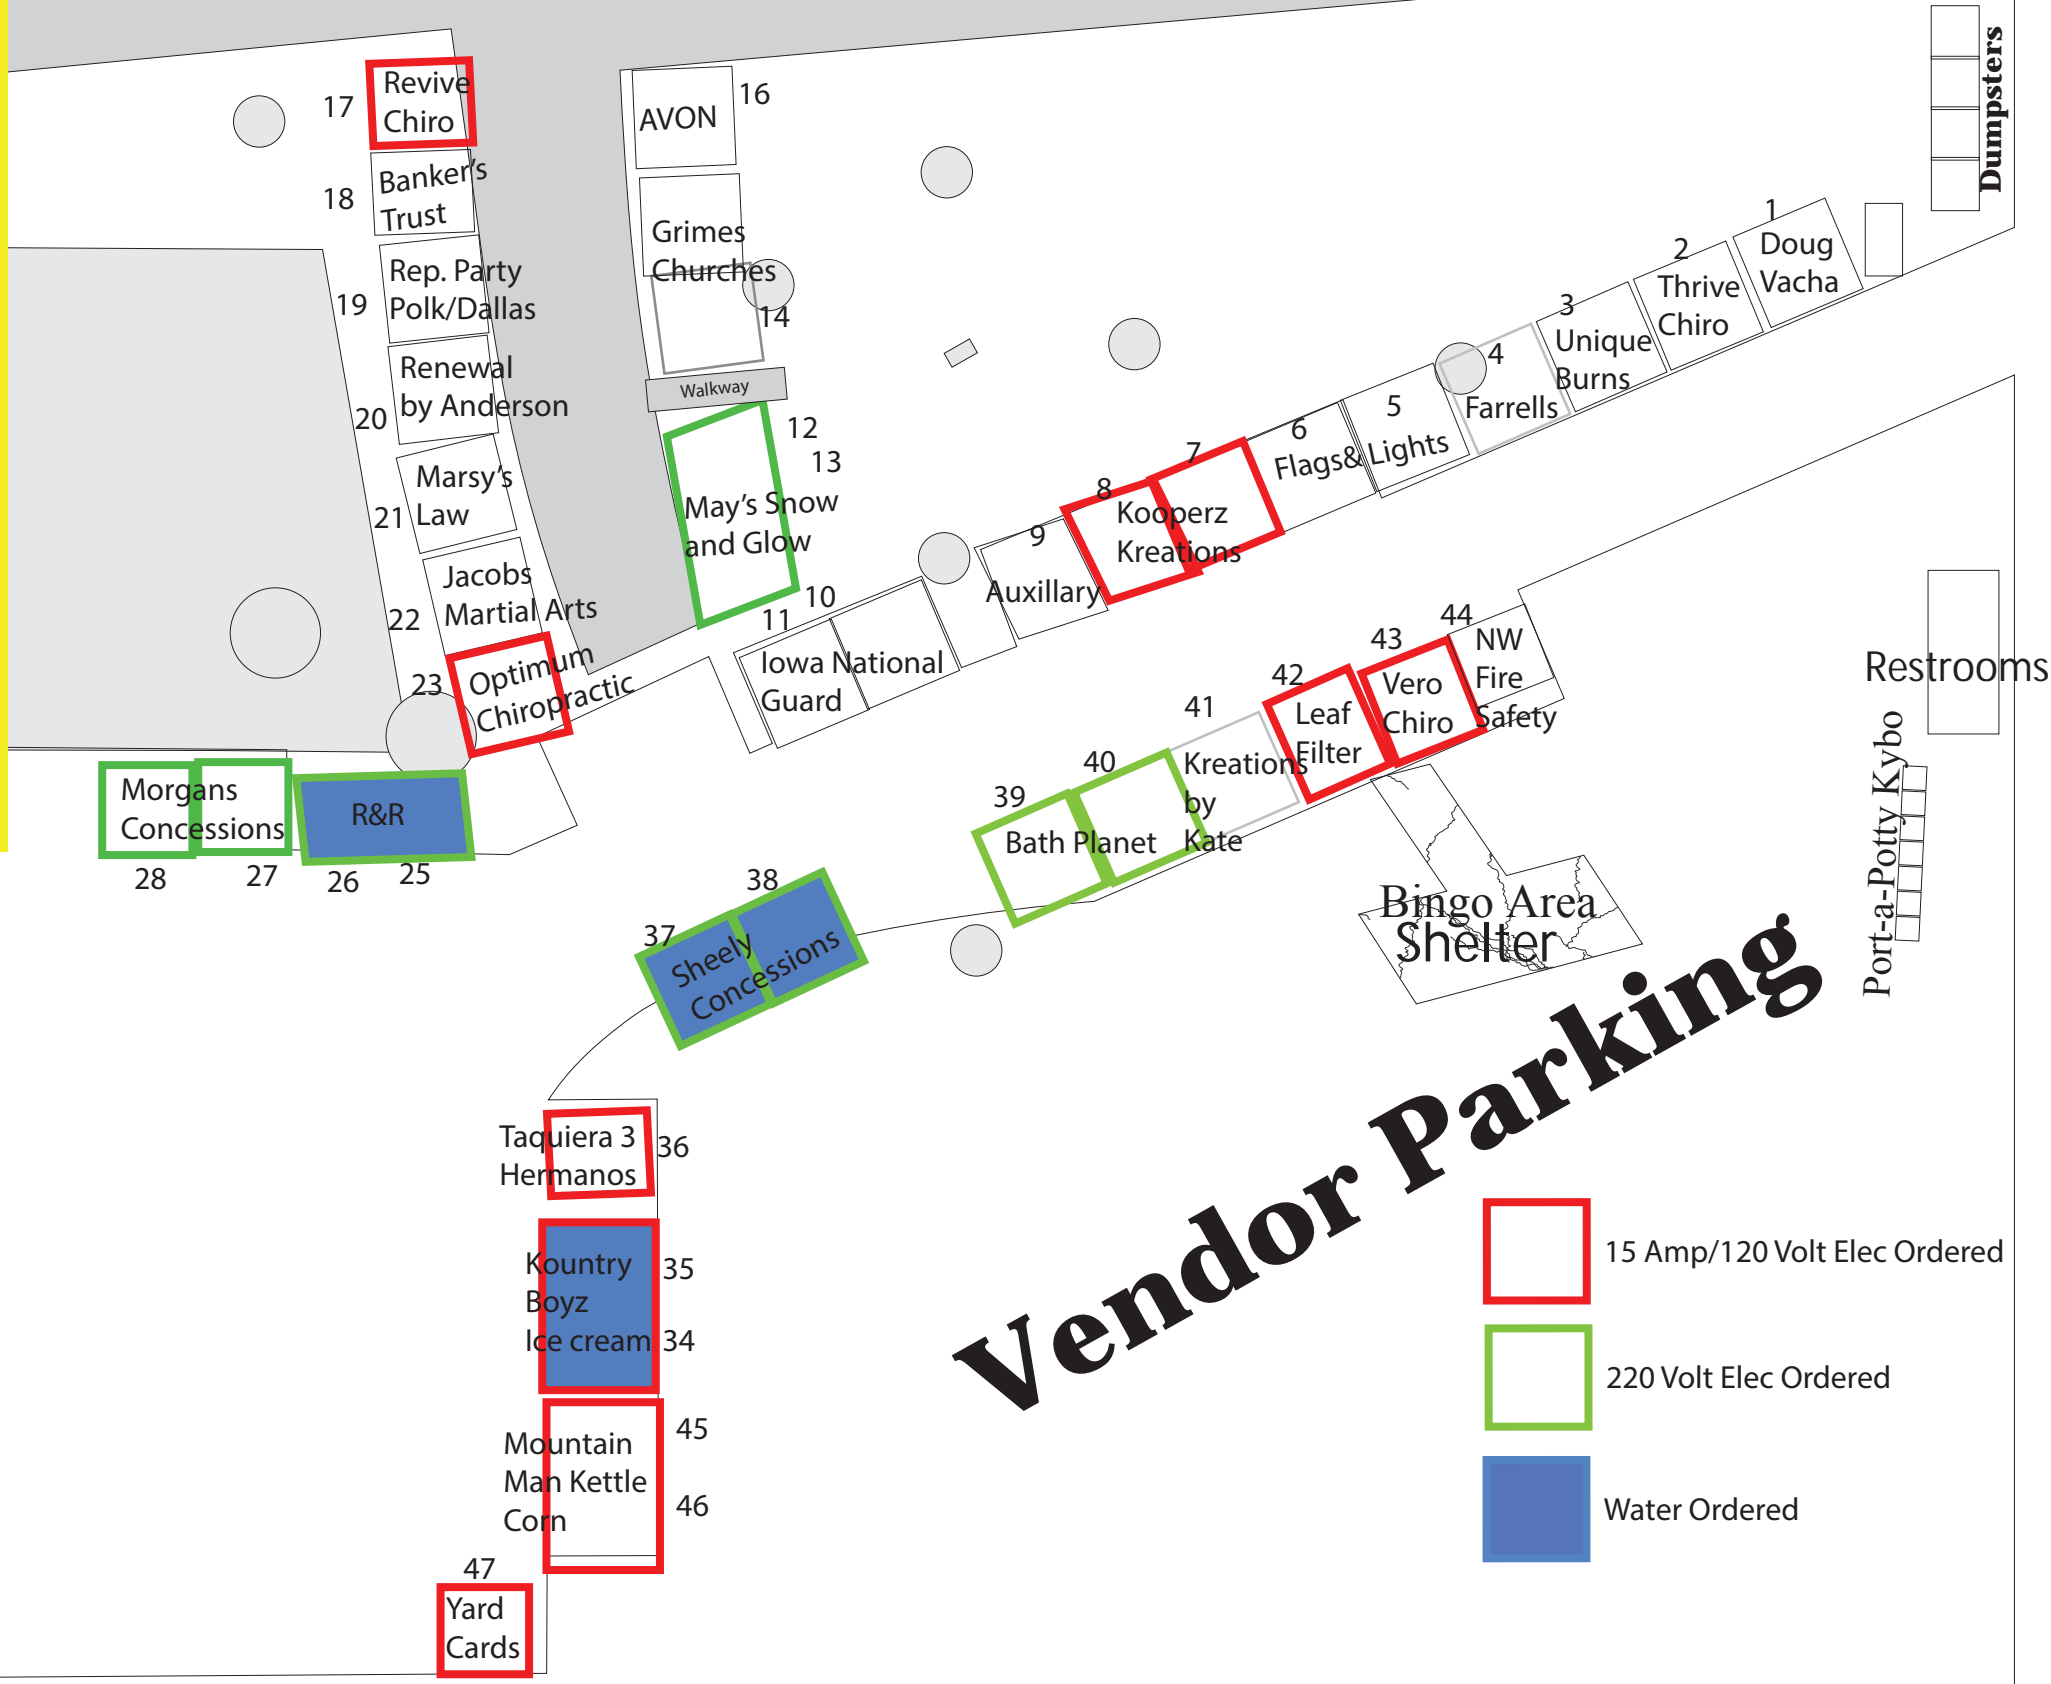 17
Revive
Chiro
18
Banker's
Trust
19
Rep. Party
Polk/Dallas
20
Renewal
by Anderson
21
Marsy's
Law
22
Jacobs
Martial Arts
23
Optimum
Chiropractic
AVON
16
Grimes
Churches
14
Walkway
12
13
May's Snow
and Glow
10
11
Iowa National
Guard
9
Auxillary
8
7
Kooperz
Kreations
6
5
Flags& Lights
4
Farrells
3
Unique
Burns
2
Thrive
Chiro
1
Doug
Vacha
Dumpsters
Restrooms
Port-a-Potty Kybo
44
NW
Fire
Safety
43
Vero
Chiro
42
Leaf
Filter
41
Kreations
by
Kate
40
39
Bath Planet
Bingo Area
Shelter
38
37
Sheely
Concessions
Morgans
Concessions
28
27
R&R
26
25
Taquiera 3
Hermanos
36
Kountry
Boyz
Ice cream
35
34
Mountain
Man Kettle
Corn
45
46
47
Yard
Cards
Vendor Parking
15 Amp/120 Volt Elec Ordered
220 Volt Elec Ordered
Water Ordered